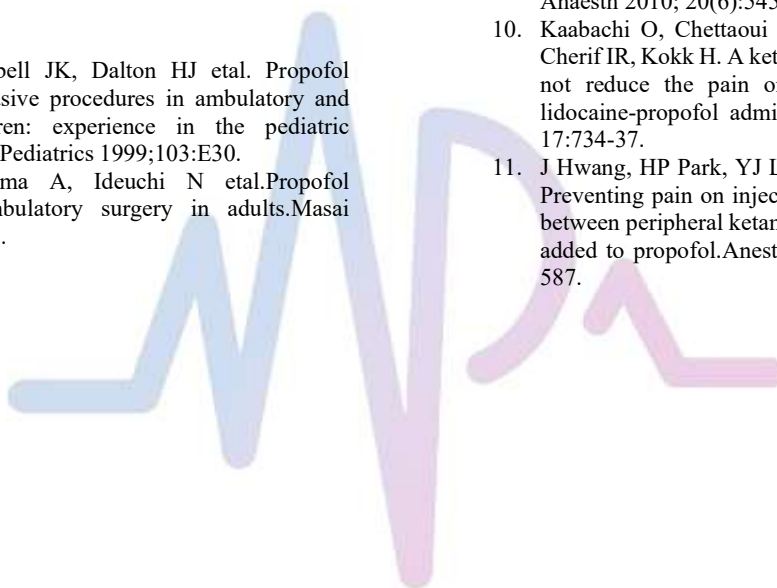 bell JK, Dalton HJ etal. Propofol
sive procedures in ambulatory and
ren: experience in the pediatric
Pediatrics 1999;103:E30.
ma A, Ideuchi N etal.Propofol
bulatory surgery in adults.Masai
.
Anaesth 2010; 20(6):543
10. Kaabachi O, Chettaoui
Cherif IR, Kokk H. A ket
not reduce the pain o
lidocaine-propofol admi
17:734-37.
11. J Hwang, HP Park, YJ L
Preventing pain on injec
between peripheral ketan
added to propofol.Anest
587.